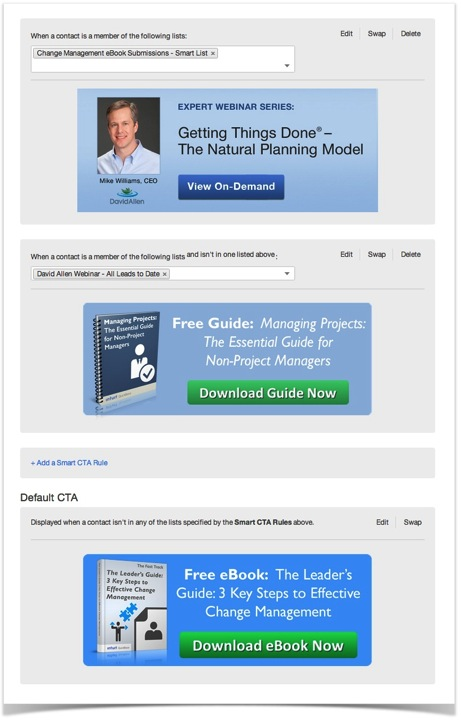 When a contact is a member of the following lists:
Edit Swap Delete
Change Management eBook Submissions - Smart List ×
EXPERT WEBINAR SERIES:
Getting Things Done® –
The Natural Planning Model
Mike Williams, CEO
DavidAllen
View On-Demand
When a contact is a member of the following lists and isn't in one listed above :
Edit Swap Delete
David Allen Webinar - All Leads to Date ×
Managing Projects:
The Essential Guide
for Non-Project
Managers
intuit
Free Guide: Managing Projects:
The Essential Guide for
Non-Project Managers
Download Guide Now
+ Add a Smart CTA Rule
Default CTA
Displayed when a contact isn't in any of the lists specified by the Smart CTA Rules above.
Edit Swap
The Fast Track
The Leader's Guide:
3 Key Steps to
Effective Change
Management
intuit
Free eBook: The Leader's
Guide: 3 Key Steps to Effective
Change Management
Download eBook Now